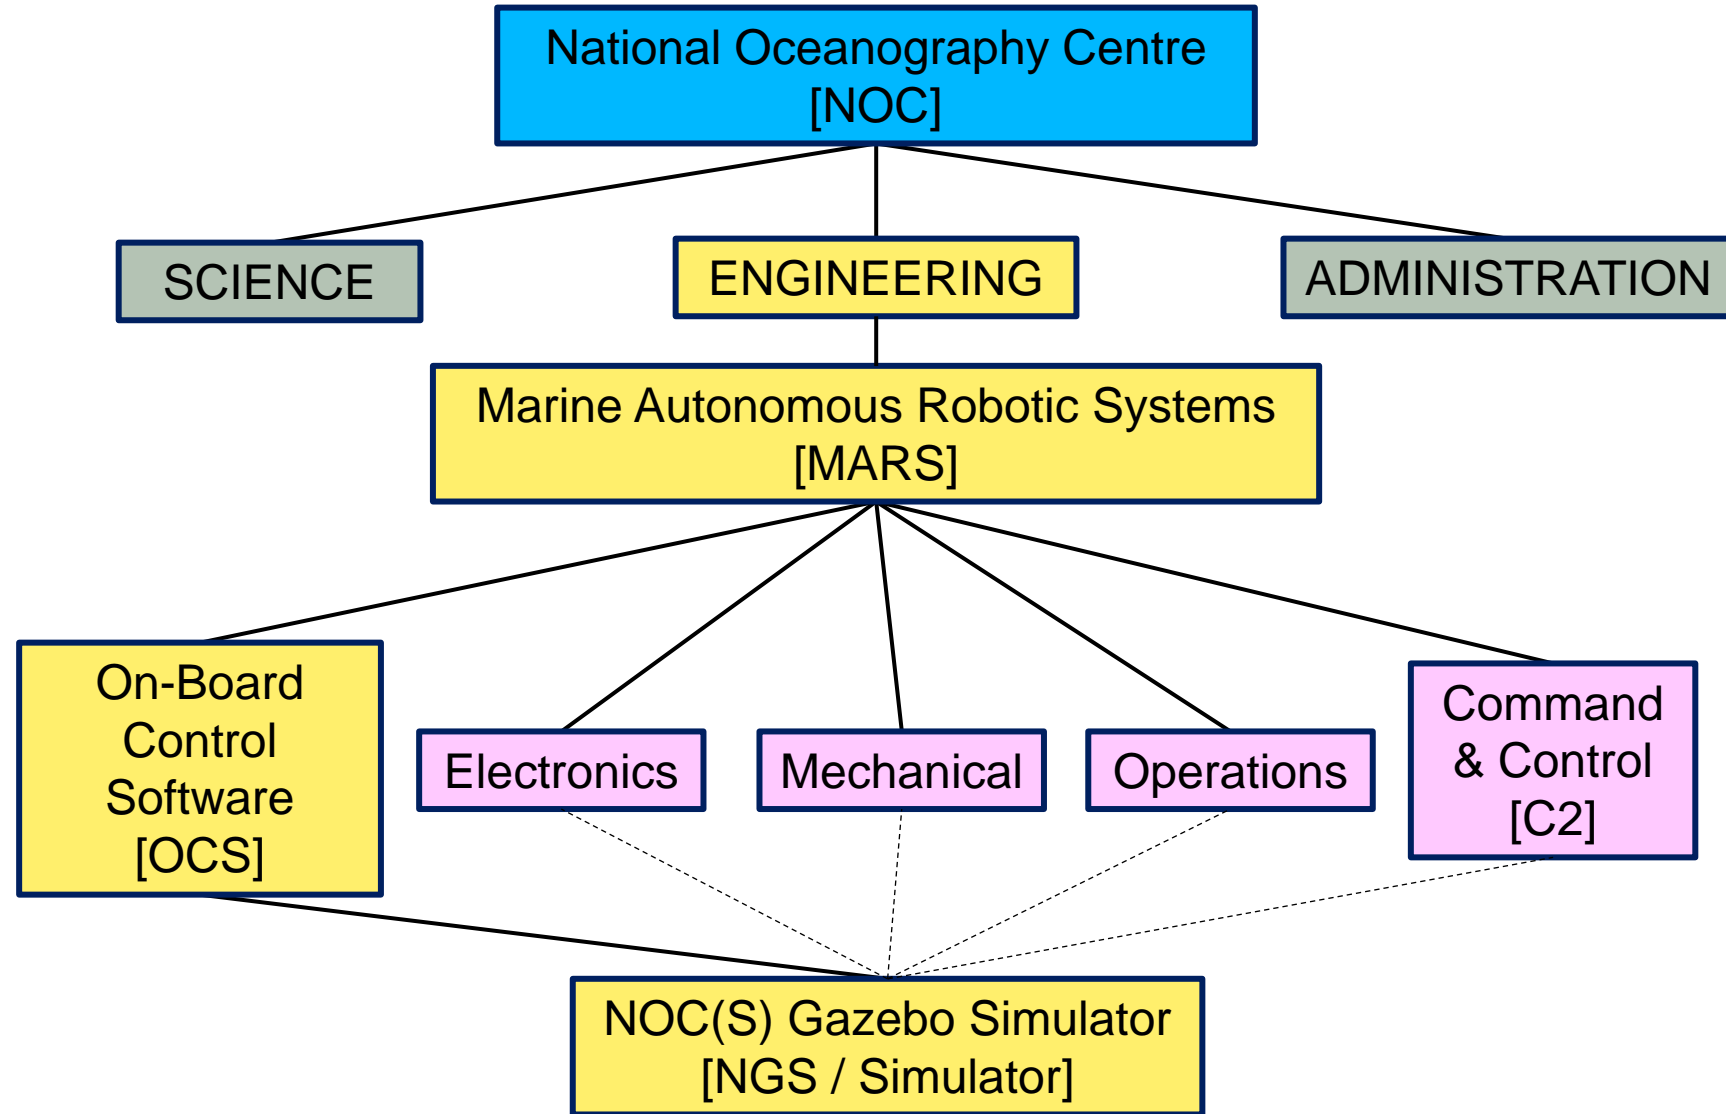 National Oceanography Centre
[NOC]
SCIENCE
ENGINEERING
ADMINISTRATION
Marine Autonomous Robotic Systems
[MARS]
On-Board
Control
Software
[OCS]
Electronics
Mechanical
Operations
Command
& Control
[C2]
NOC(S) Gazebo Simulator
[NGS / Simulator]